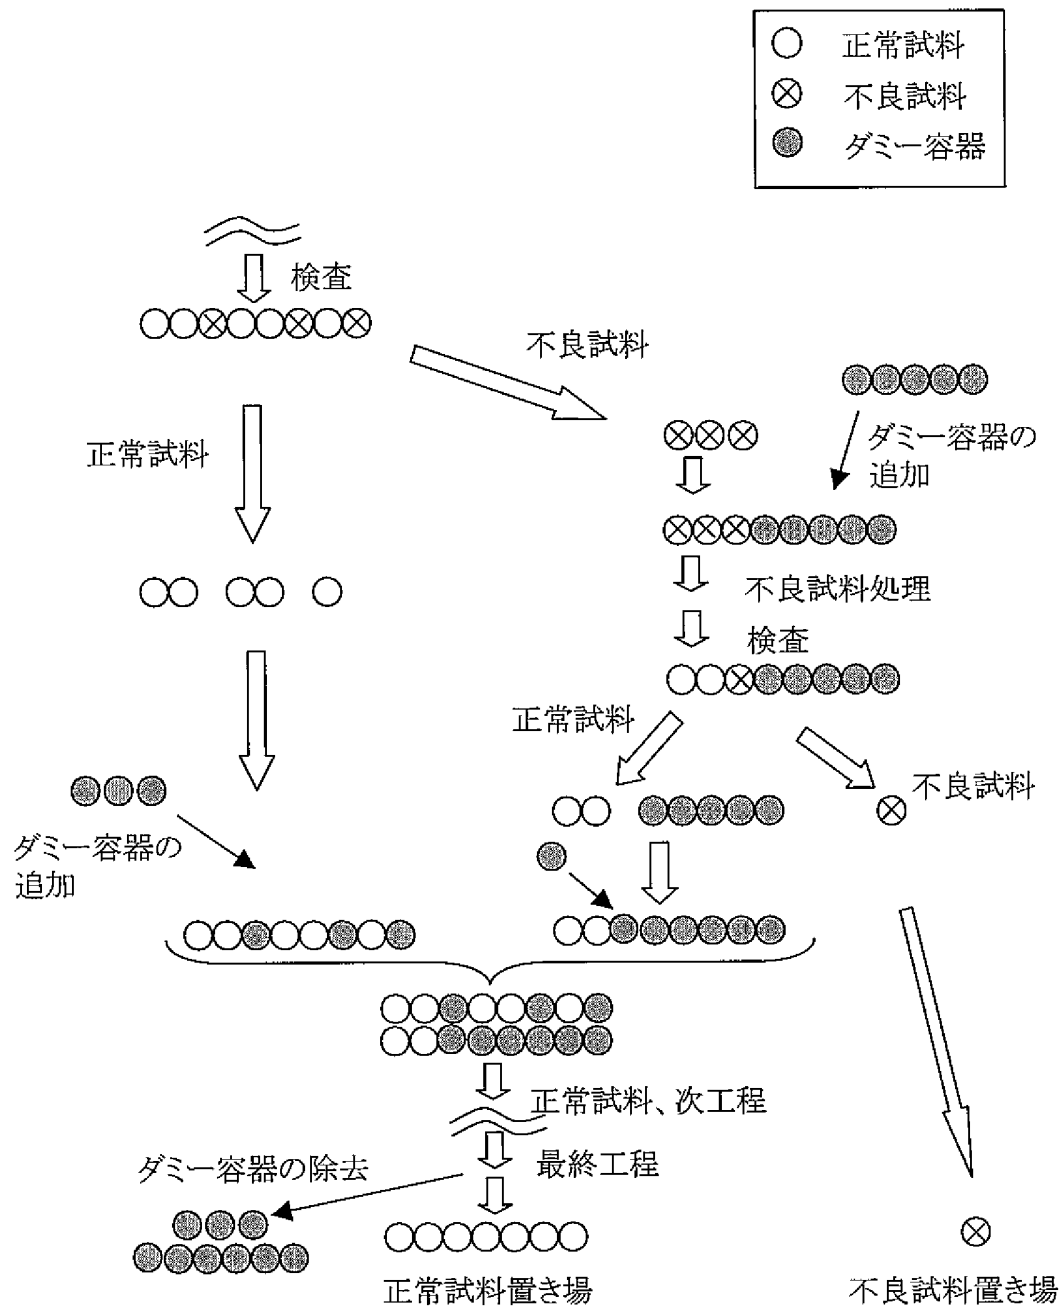 正常試料
不良試料
ダミー容器
検査
不良試料
正常試料
ダミー容器の
追加
不良試料処理
検査
正常試料
不良試料
ダミー容器の
追加
正常試料、次工程
最終工程
ダミー容器の除去
正常試料置き場
不良試料置き場